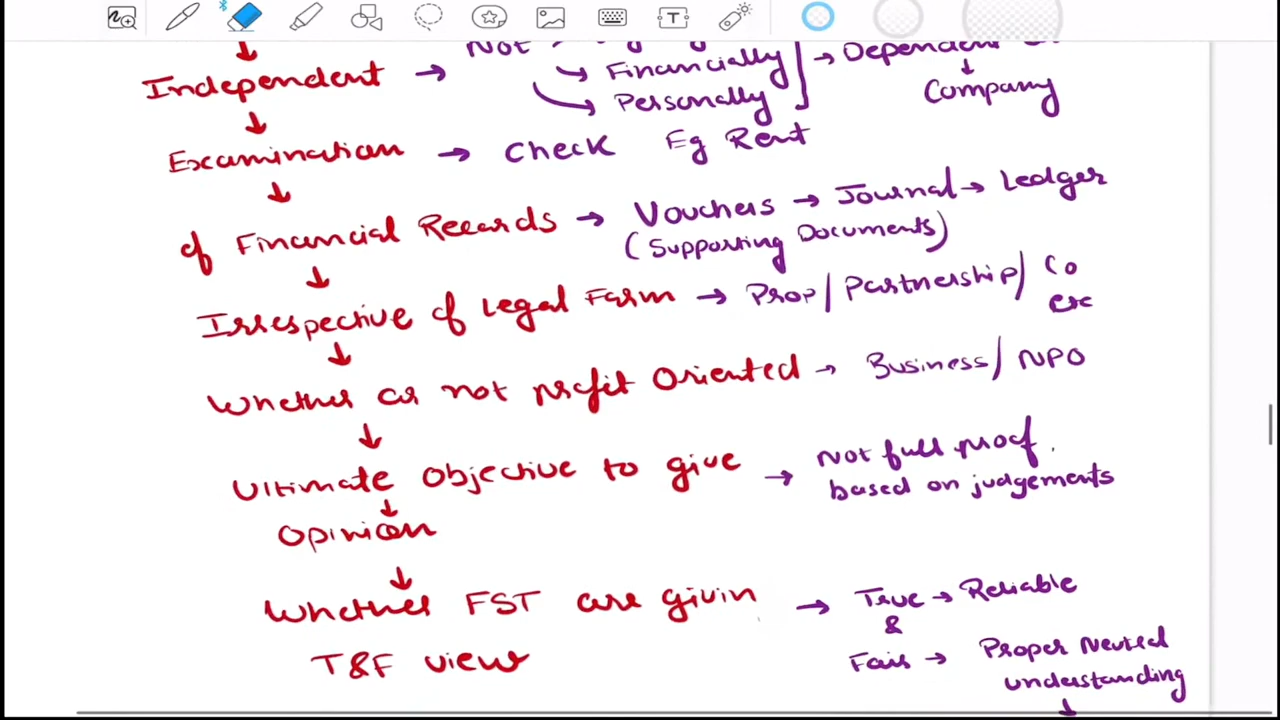 Not
Independent → Financially → Dependent
Personally Company
Examination → Check Eg Rent
of Financial Records → Vouchers → Journal → Ledger
(Supporting Documents)
Irrespective of Legal Form → Prop/Partnership/Co
etc
Whether or not profit Oriented → Business/NPO
Ultimate Objective to give → Not full proof.
based on judgements
Opinion
Whether FST are givin → True → Reliable
&
T&F view Fair → Proper Neutral
understanding